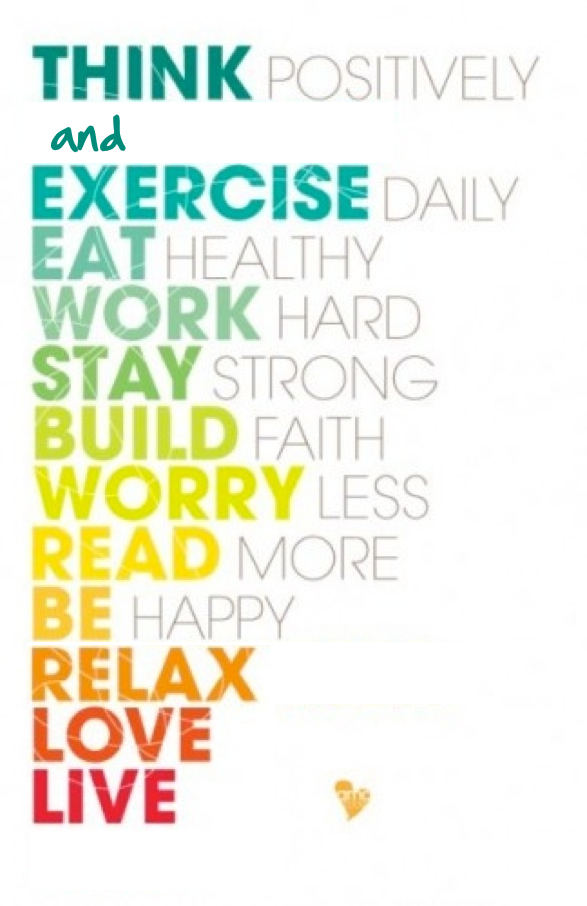 THINK POSITIVELY
and
EXERCISE DAILY
EAT HEALTHY
WORK HARD
STAY STRONG
BUILD FAITH
WORRY LESS
READ MORE
BE HAPPY
RELAX
LOVE
LIVE